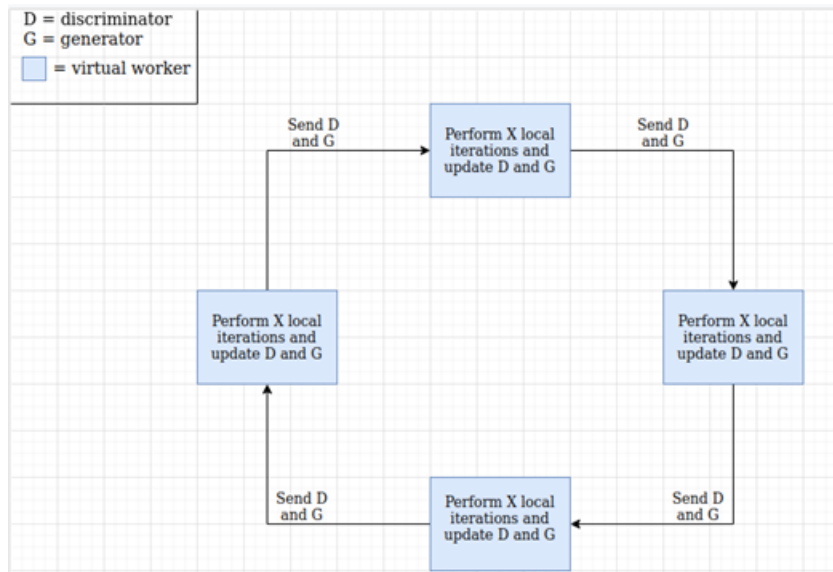 D = discriminator
G = generator
= virtual worker
Send D
and G
Perform X local
iterations and
update D and G
Send D
and G
Perform X local
iterations and
update D and G
Perform X local
iterations and
update D and G
Send D
and G
Perform X local
iterations and
update D and G
Send D
and G